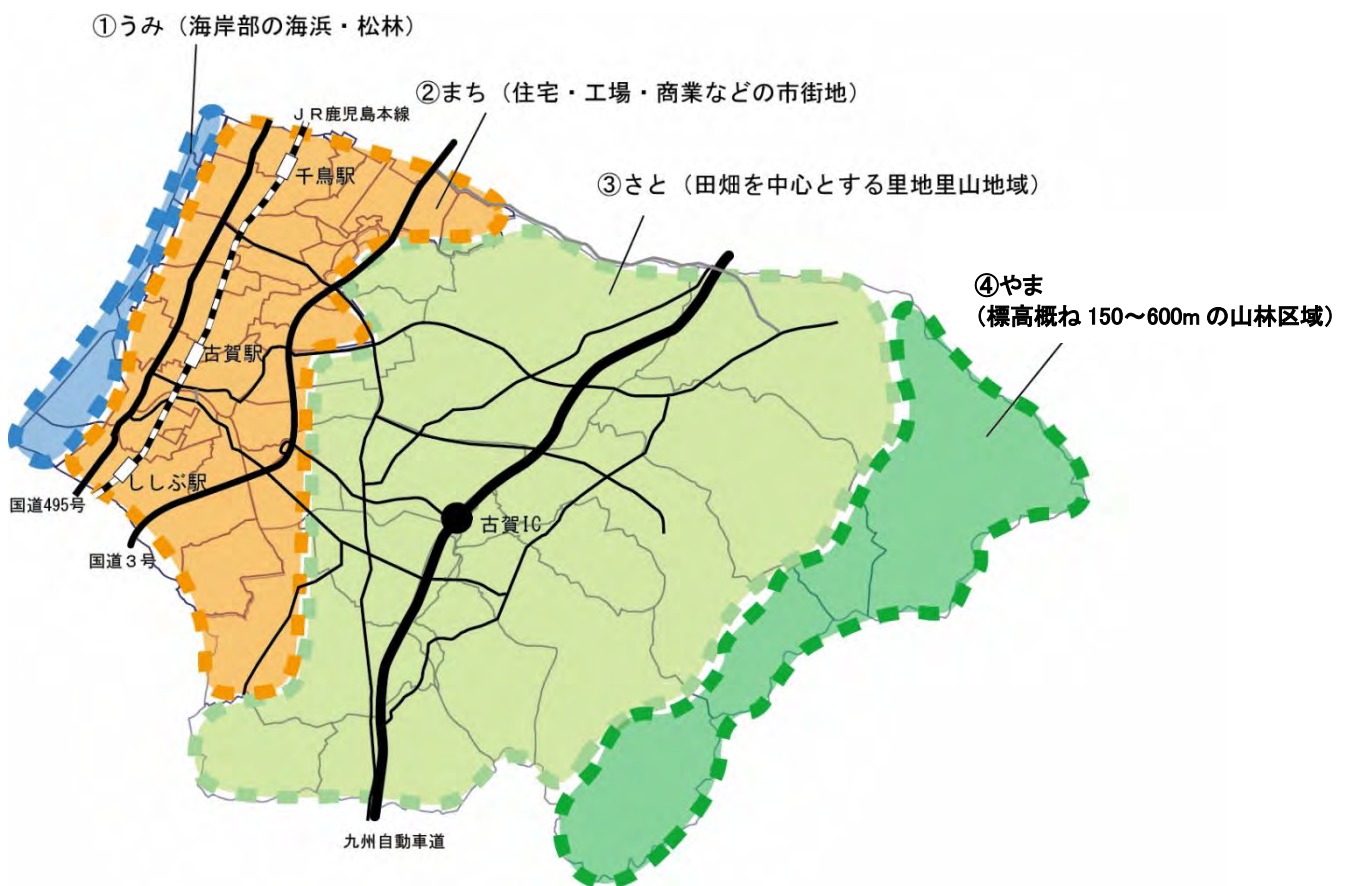 ①うみ（海岸部の海浜・松林）
②まち（住宅・工場・商業などの市街地）
ＪＲ鹿児島本線
千鳥駅
③さと（田畑を中心とする里地里山地域）
④やま
（標高概ね 150～600m の山林区域）
古賀駅
ししぶ駅
国道495号
古賀IC
国道３号
九州自動車道